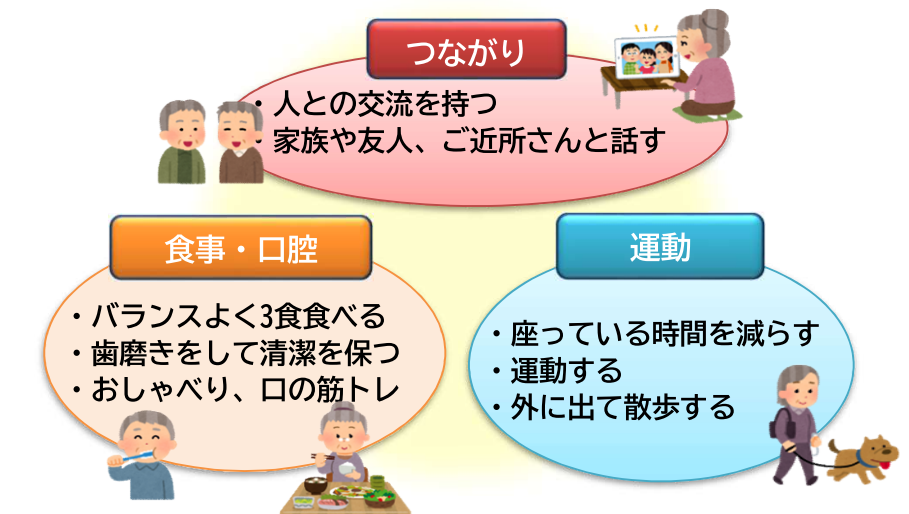 つながり
・人との交流を持つ
・家族や友人、ご近所さんと話す
食事・口腔
・バランスよく3食食べる
・歯磨きをして清潔を保つ
・おしゃべり、口の筋トレ
運動
・座っている時間を減らす
・運動する
・外に出て散歩する